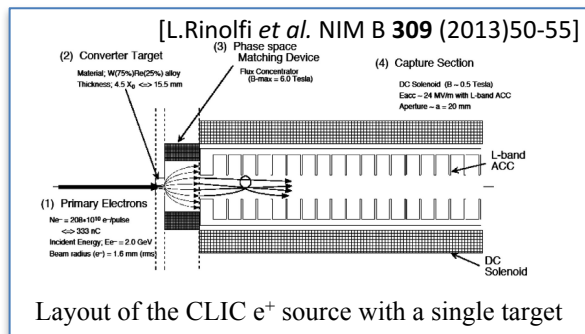 [L.Rinolfi et al. NIM B 309 (2013)50-55]
(2) Converter Target
Material; W(75%)Re(25%) alloy
Thickness; 4.5 X₀ <=> 15.5 mm
(3) Phase space
Matching Device
Flux Concentrator
(B-max = 6.0 Tesla)
(4) Capture Section
DC Solenoid (B ~ 0.5 Tesla)
Eacc ~ 24 MV/m with L-band ACC
Aperture ~ a = 20 mm
L-band
ACC
(1) Primary Electrons
Ne⁻ = 208*10¹⁰ e⁻/pulse
<=> 333 nC
Incident Energy; Ee⁻ = 2.0 GeV
Beam radius (e⁻) = 1.6 mm (rms)
DC
Solenoid
Layout of the CLIC e⁺ source with a single target